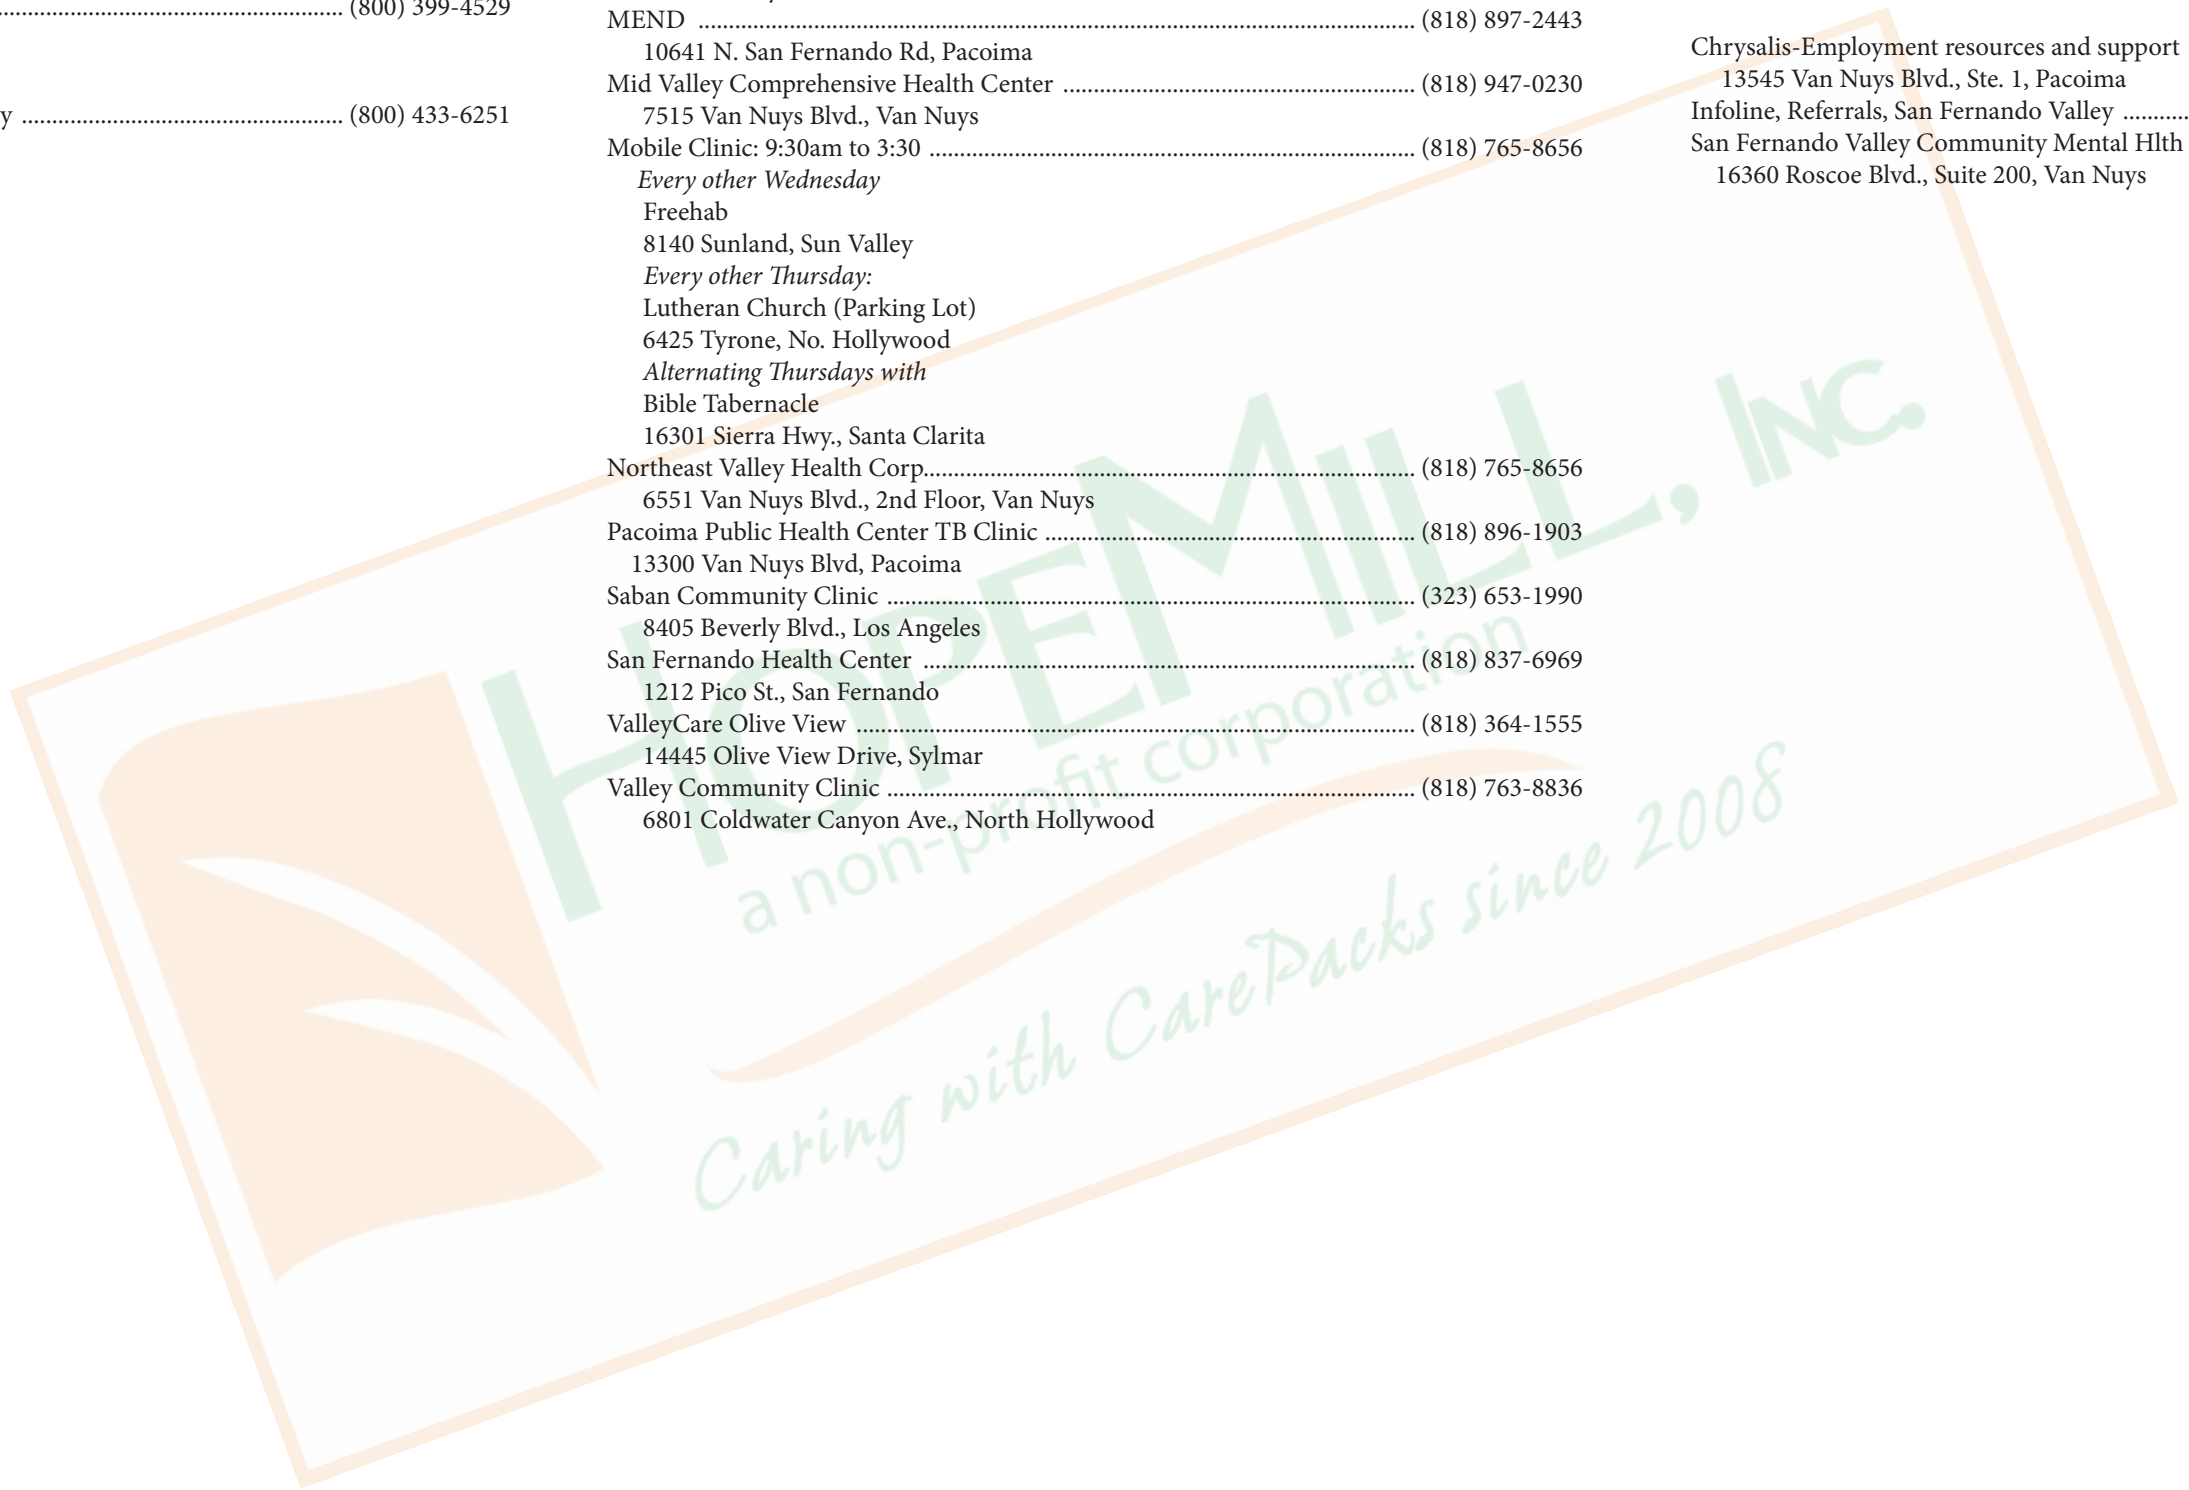 (800) 399-4529
y ................................................................ (800) 433-6251
MEND ................................................................ (818) 897-2443
10641 N. San Fernando Rd, Pacoima
Mid Valley Comprehensive Health Center ................................................................ (818) 947-0230
7515 Van Nuys Blvd., Van Nuys
Mobile Clinic: 9:30am to 3:30 ................................................................ (818) 765-8656
Every other Wednesday
Freehab
8140 Sunland, Sun Valley
Every other Thursday:
Lutheran Church (Parking Lot)
6425 Tyrone, No. Hollywood
Alternating Thursdays with
Bible Tabernacle
16301 Sierra Hwy., Santa Clarita
Northeast Valley Health Corp................................................................ (818) 765-8656
6551 Van Nuys Blvd., 2nd Floor, Van Nuys
Pacoima Public Health Center TB Clinic ................................................................ (818) 896-1903
13300 Van Nuys Blvd, Pacoima
Saban Community Clinic ................................................................ (323) 653-1990
8405 Beverly Blvd., Los Angeles
San Fernando Health Center ................................................................ (818) 837-6969
1212 Pico St., San Fernando
ValleyCare Olive View ................................................................ (818) 364-1555
14445 Olive View Drive, Sylmar
Valley Community Clinic ................................................................ (818) 763-8836
6801 Coldwater Canyon Ave., North Hollywood
Chrysalis-Employment resources and support
13545 Van Nuys Blvd., Ste. 1, Pacoima
Infoline, Referrals, San Fernando Valley ...........
San Fernando Valley Community Mental Hlth
16360 Roscoe Blvd., Suite 200, Van Nuys
HOPEMILL, INC.
a non-profit corporation
Caring with CarePacks since 2008